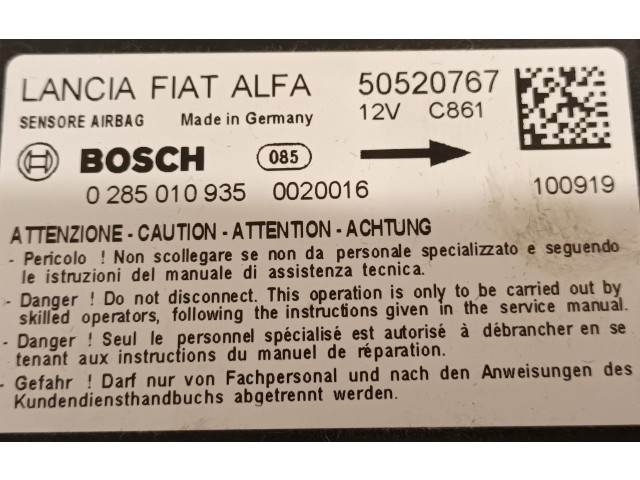 LANCIA FIAT ALFA 50520767
SENSORE AIRBAG Made in Germany 12V C861
BOSCH 085
0 285 010 935 0020016 100919
ATTENZIONE - CAUTION - ATTENTION - ACHTUNG
- Pericolo ! Non scollegare se non da personale specializzato e seguendo
le istruzioni del manuale di assistenza tecnica.
- Danger ! Do not disconnect. This operation is only to be carried out by
skilled operators, following the instructions given in the service manual.
- Danger ! Seul le personnel spécialisé est autorisé à débrancher en se
tenant aux instructions du manuel de réparation.
- Gefahr ! Darf nur von Fachpersonal und nach den Anweisungen des
Kundendiensthandbuchs abgetrennt werden.